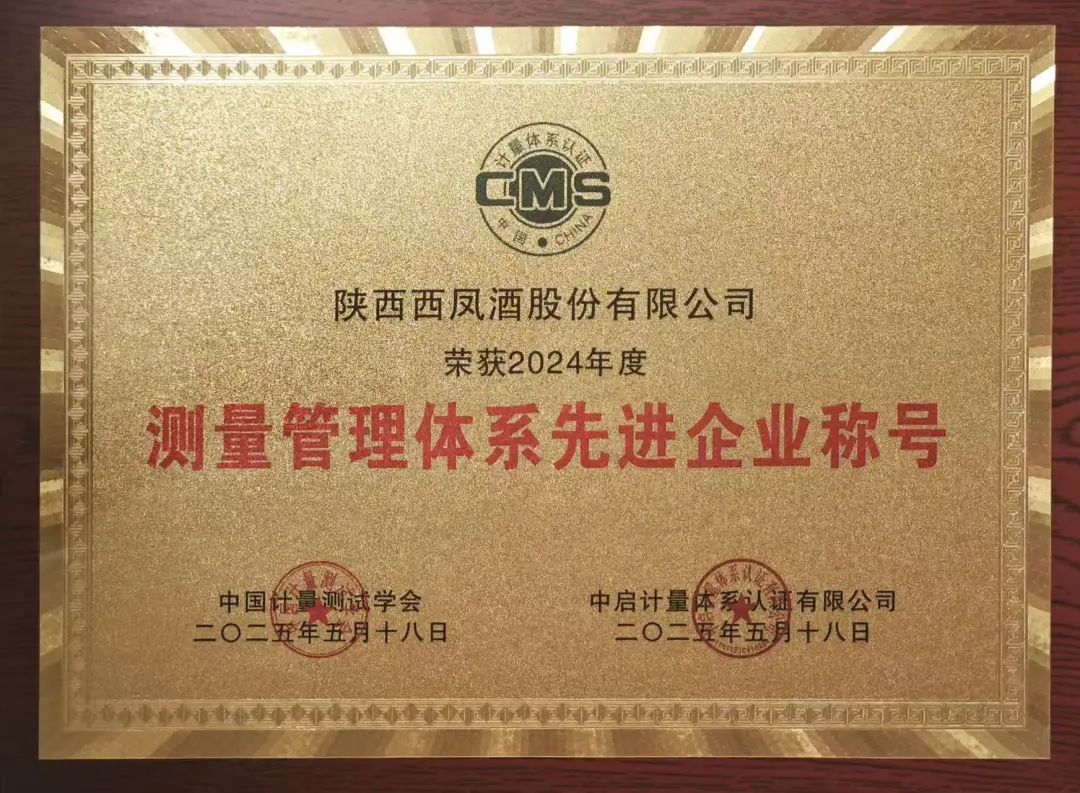 计量体系认证
CMS
中国 CHINA
陕西西凤酒股份有限公司
荣获2024年度
测量管理体系先进企业称号
中国计量测试学会
二〇二五年五月十八日
中启计量体系认证有限公司
二〇二五年五月十八日